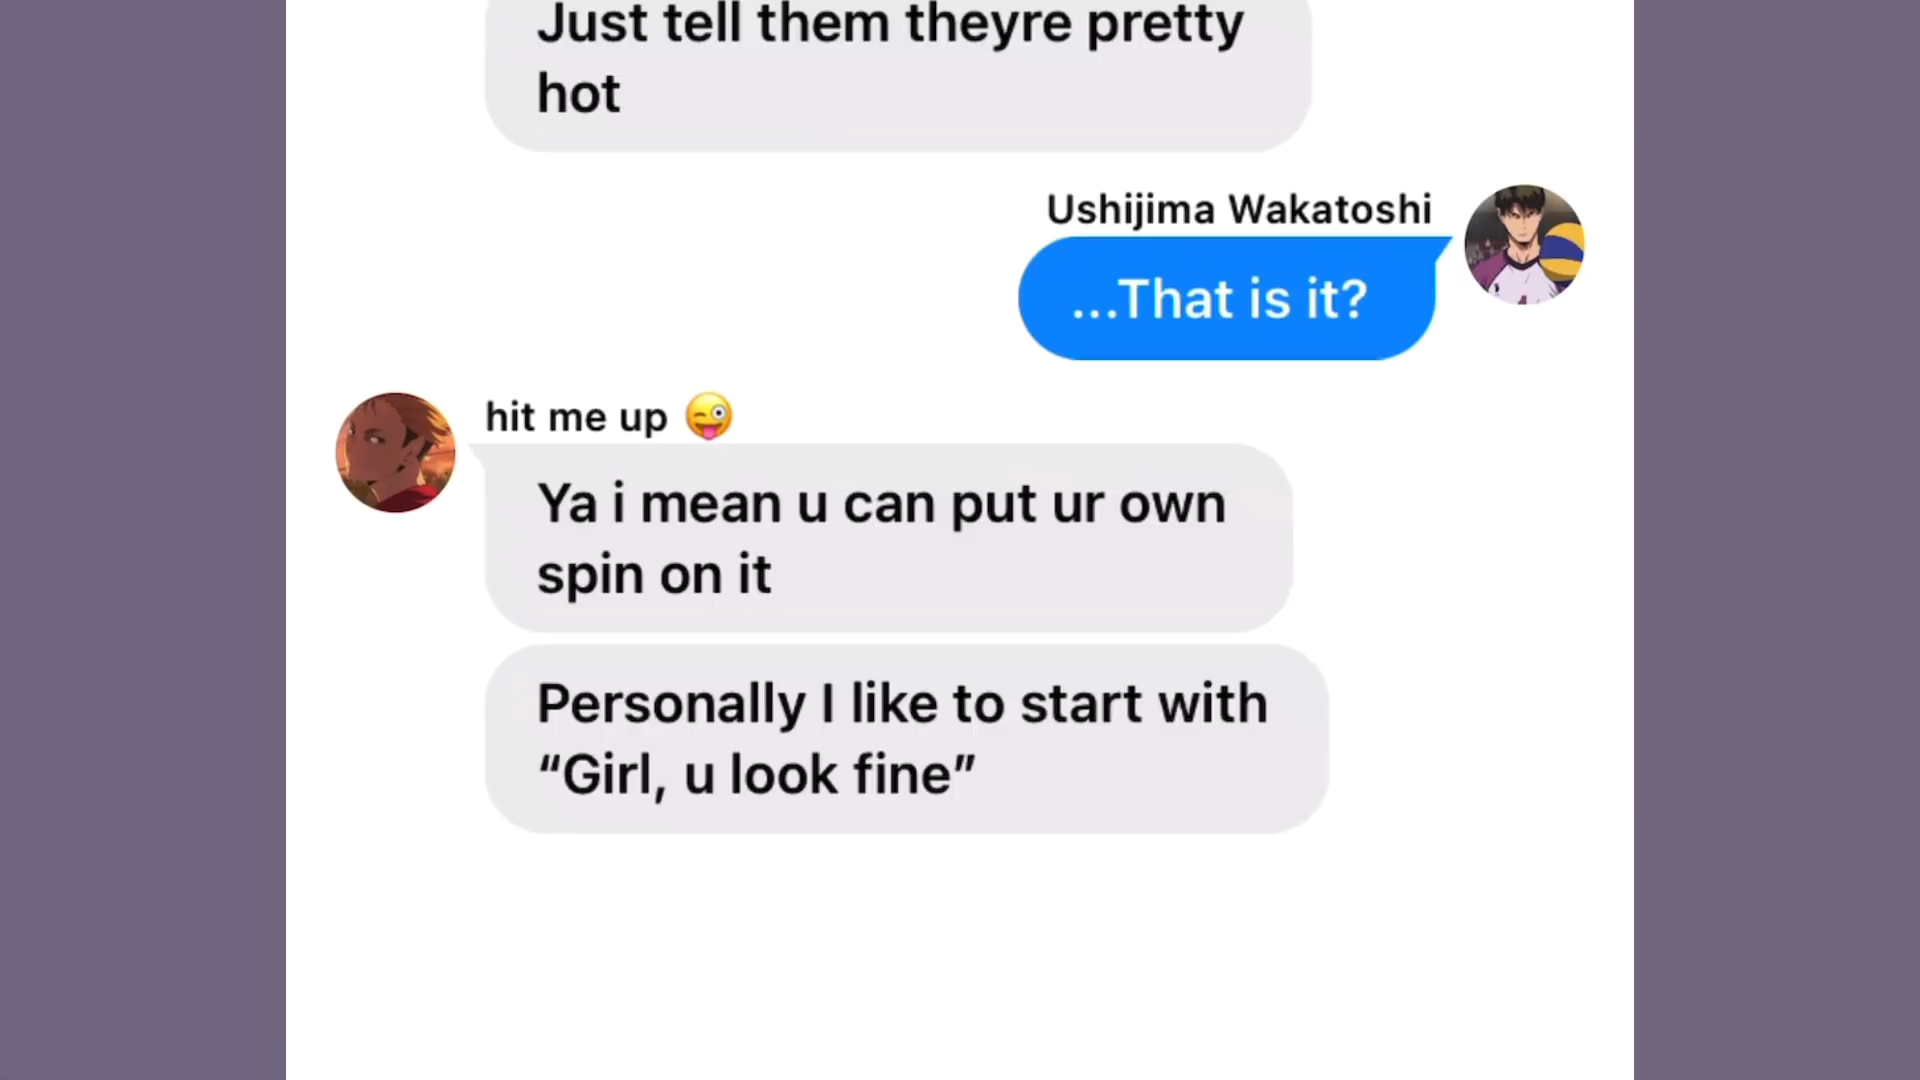 Just tell them theyre pretty
hot
Ushijima Wakatoshi
...That is it?
hit me up 😜
Ya i mean u can put ur own
spin on it
Personally I like to start with
“Girl, u look fine”